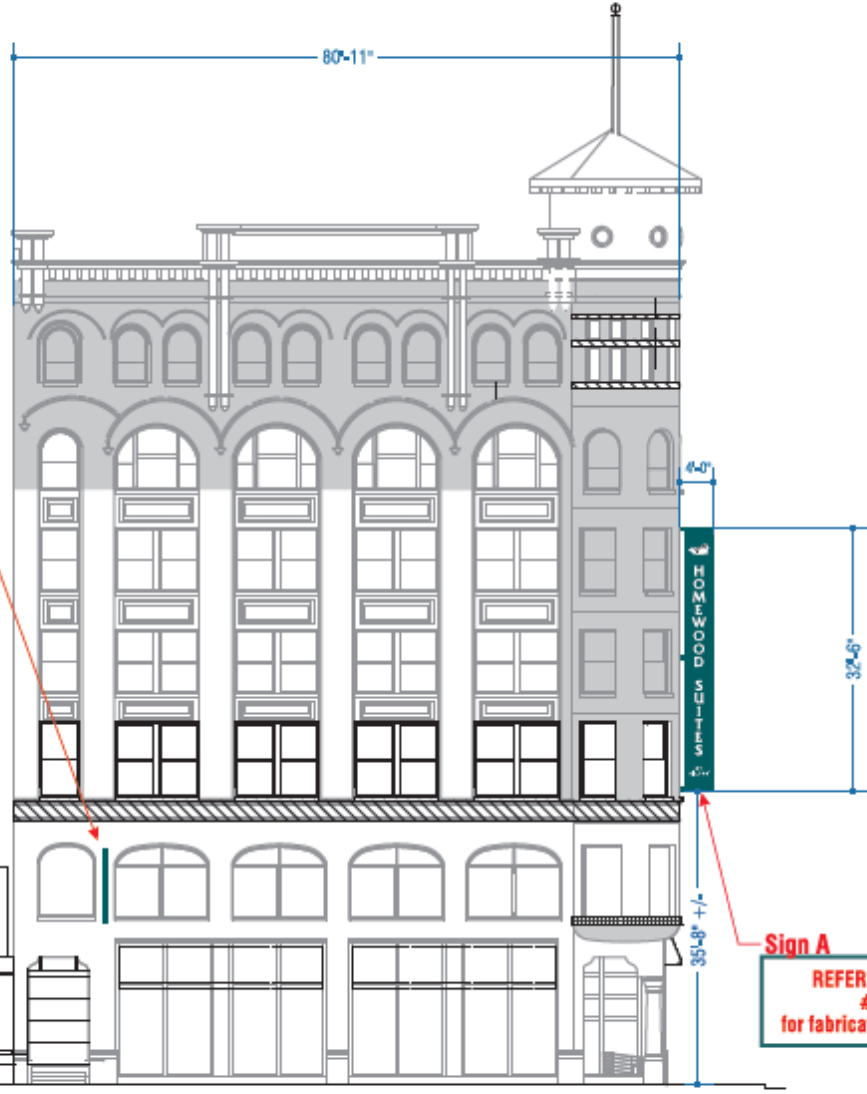 80'-11"
4'-0"
HOMEWOOD SUITES
32'-6"
35'-8" +/-
Sign A
REFER
#
for fabrica